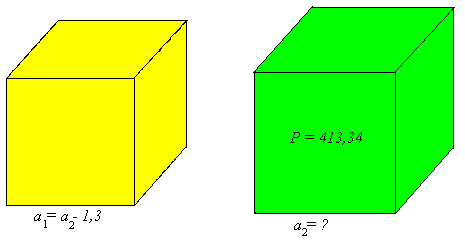 P = 413,34
a₁= a₂- 1,3
a₂= ?